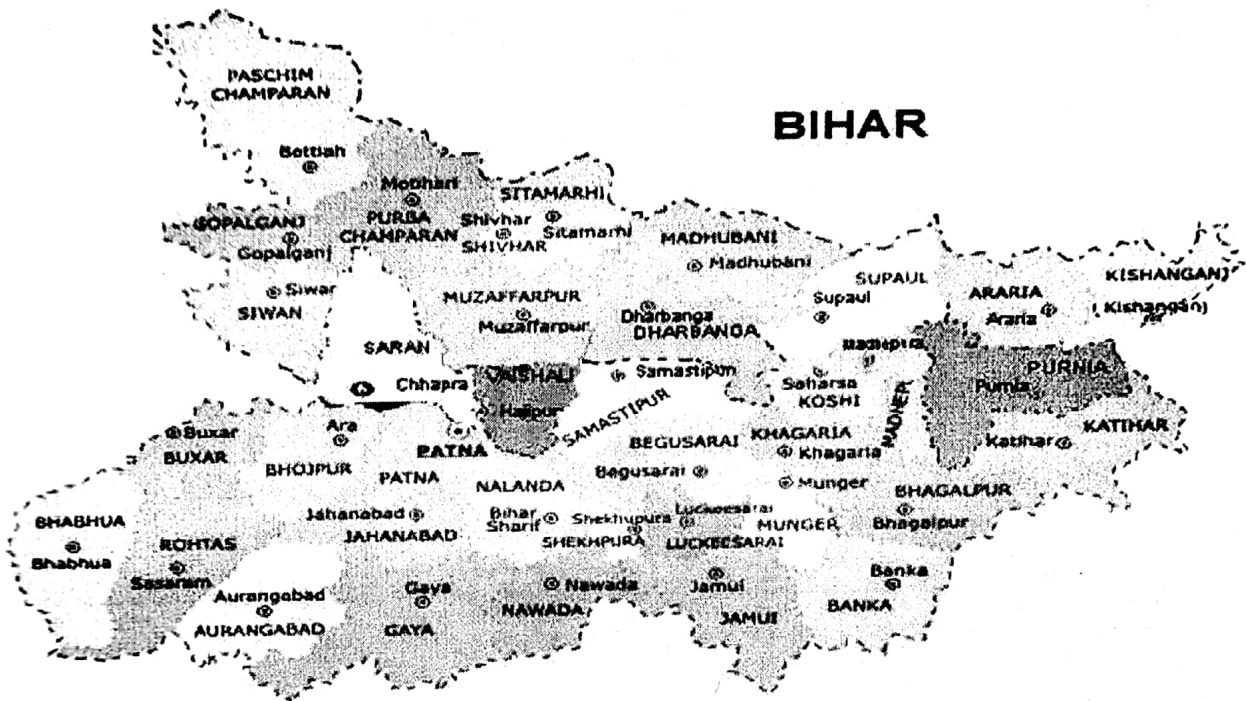 BIHAR
PASCHIM
CHAMPARAN
Bettiah
Motihari
PURBA
CHAMPARAN
SITAMARHI
Sitamarhi
Shivhar
SHIVHAR
GOPALGANJ
Gopalganj
Siwan
SIWAN
MADHUBANI
Madhubani
SUPAUL
Supaul
ARARIA
Araria
KISHANGANJ
Kishanganj
MUZAFFARPUR
Muzaffarpur
Dharbanga
DHARBANGA
SARAN
Chhapra
VAISHALI
Hajipur
Samastipur
SAMASTIPUR
Saharsa
KOSHI
PURNIA
Purnia
KATIHAR
Katihar
Buxar
BUXAR
Ara
BHOJPUR
PATNA
PATNA
BEGUSARAI
Begusarai
KHAGARIA
Khagaria
Munger
MUNGER
BHAGALPUR
Bhagalpur
NALANDA
Bihar
Sharif
Jahanabad
JAHANABAD
Shekhupura
SHEKHPURA
Luckeesarai
LUCKEESARAI
BHABHUA
Bhabhua
ROHTAS
Sasaram
Aurangabad
AURANGABAD
Gaya
GAYA
Nawada
NAWADA
Jamui
JAMUI
Banka
BANKA